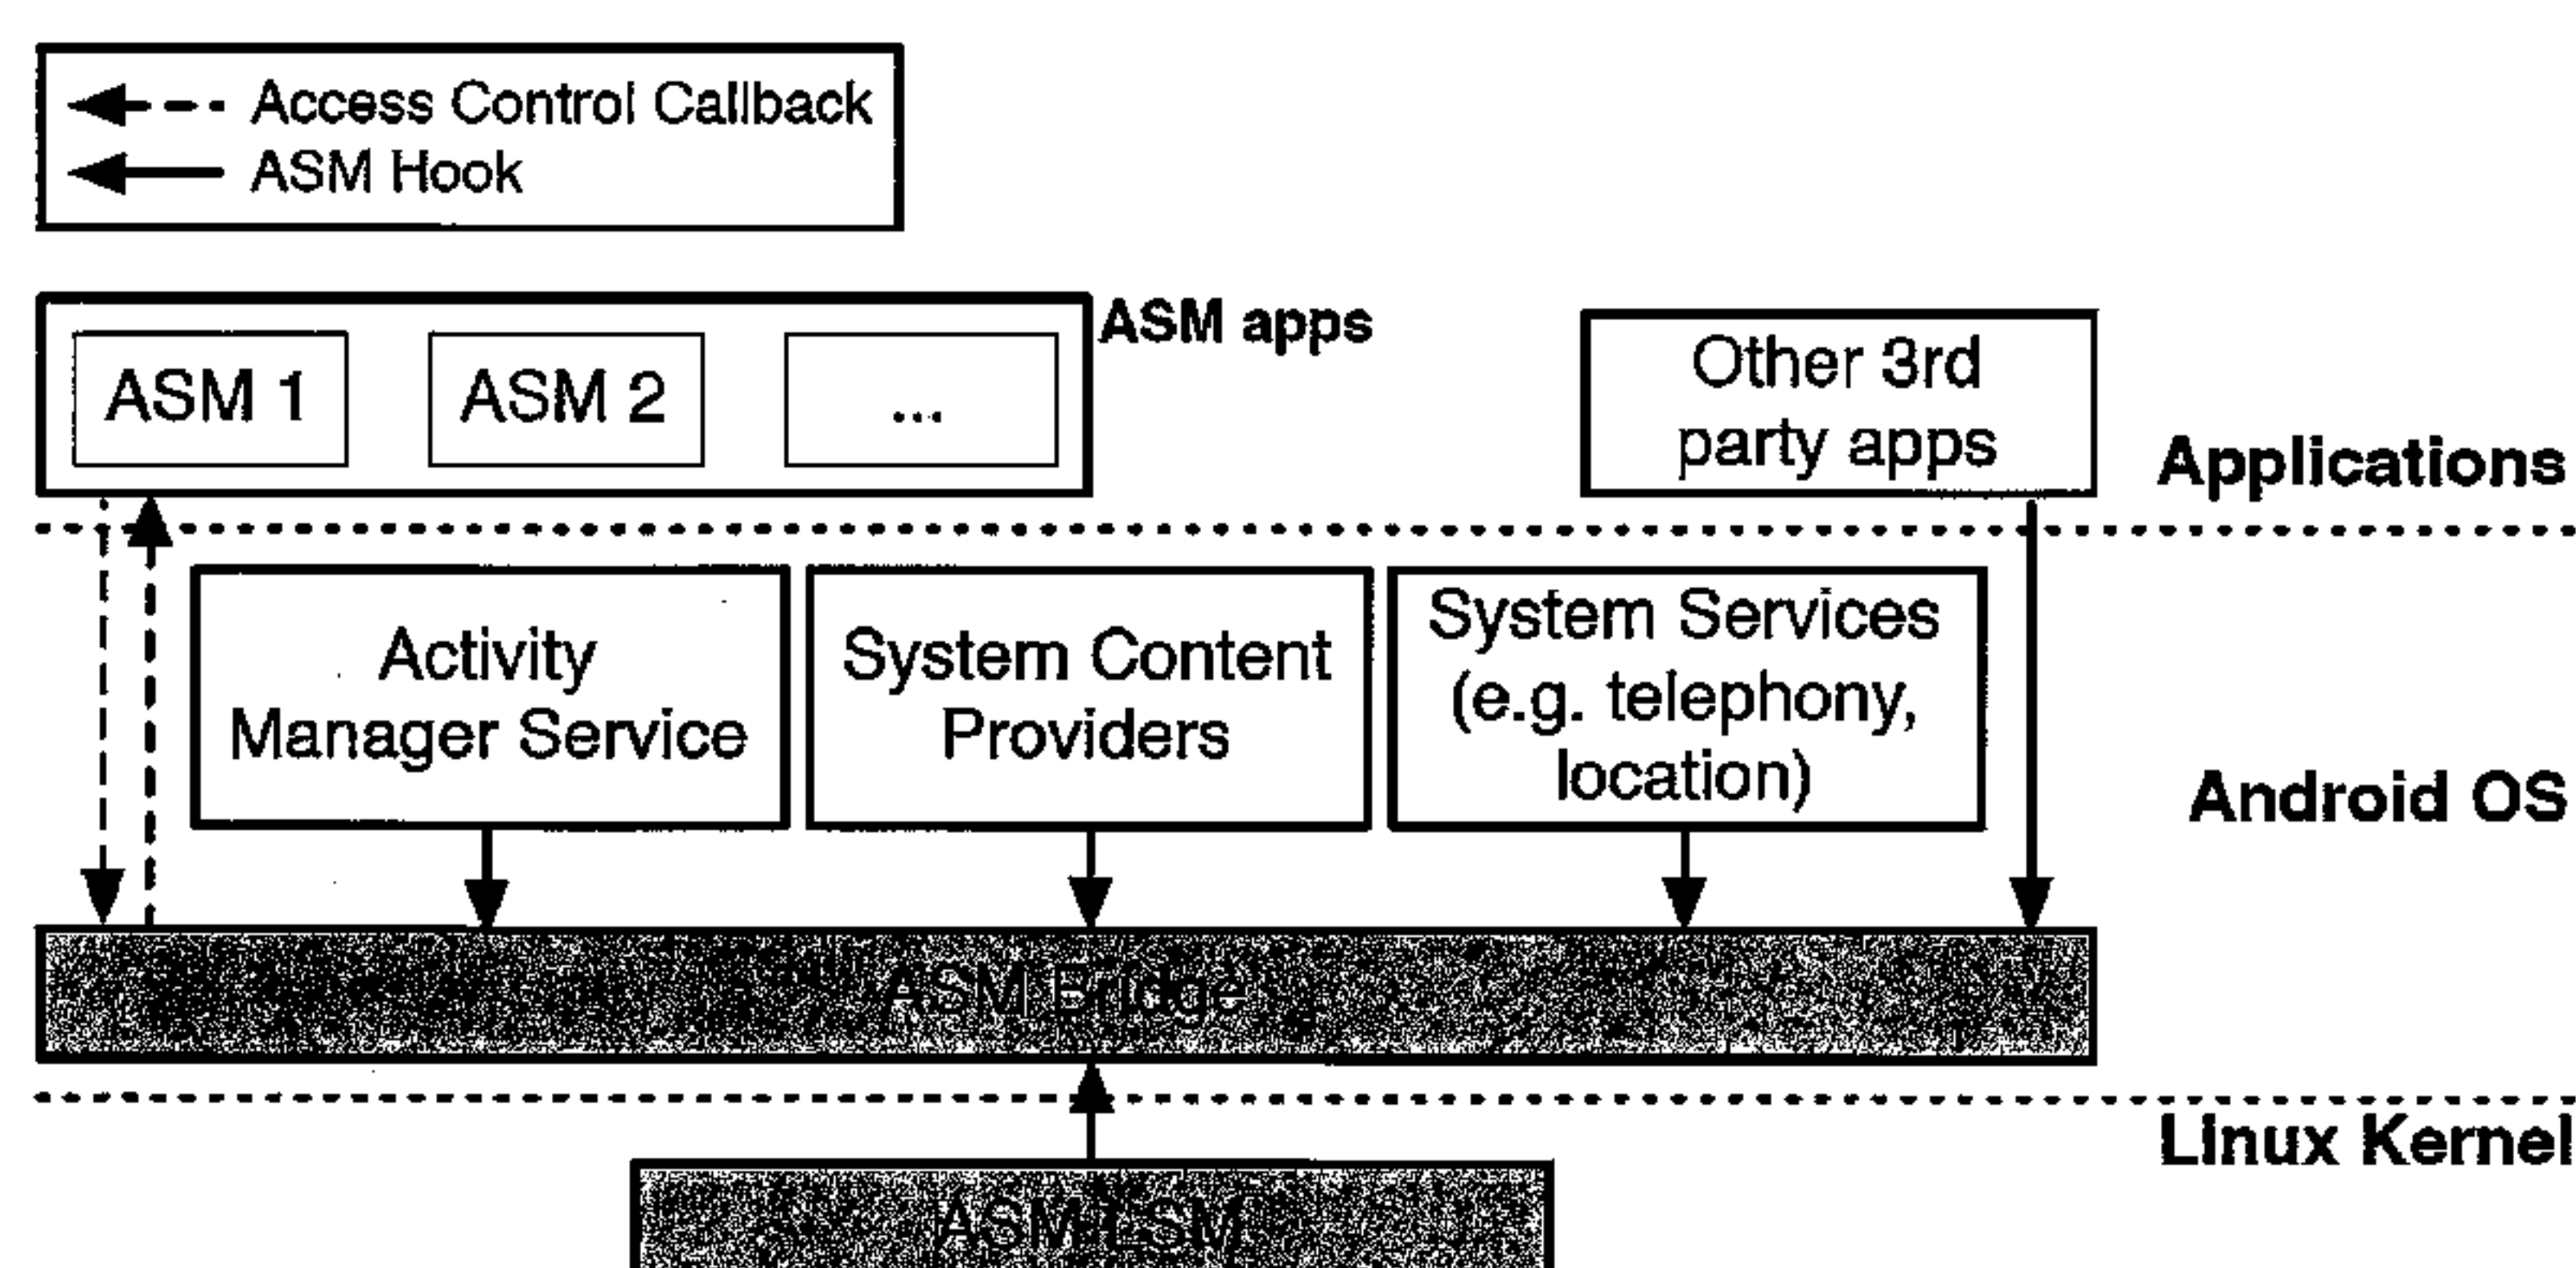 Access Control Callback
ASM Hook
ASM apps
ASM 1
ASM 2
...
Other 3rd
party apps
Applications
Activity
Manager Service
System Content
Providers
System Services
(e.g. telephony,
location)
Android OS
ASM Bridge
Linux Kernel
ASM LSM